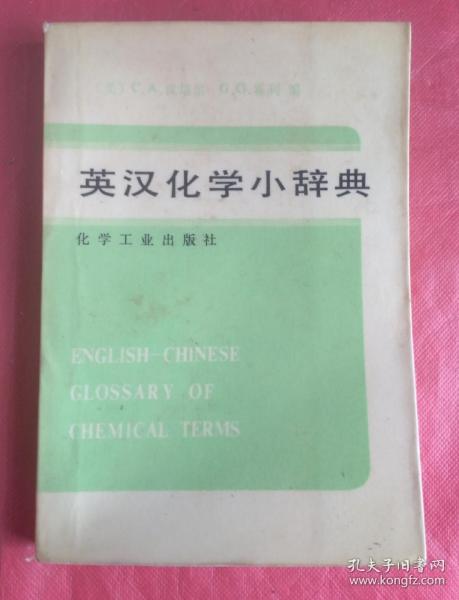 C.A. G.G. 编
英汉化学小辞典
化学工业出版社
ENGLISH-CHINESE
GLOSSARY OF
CHEMICAL TERMS
孔夫子旧书网
www.kongfz.com